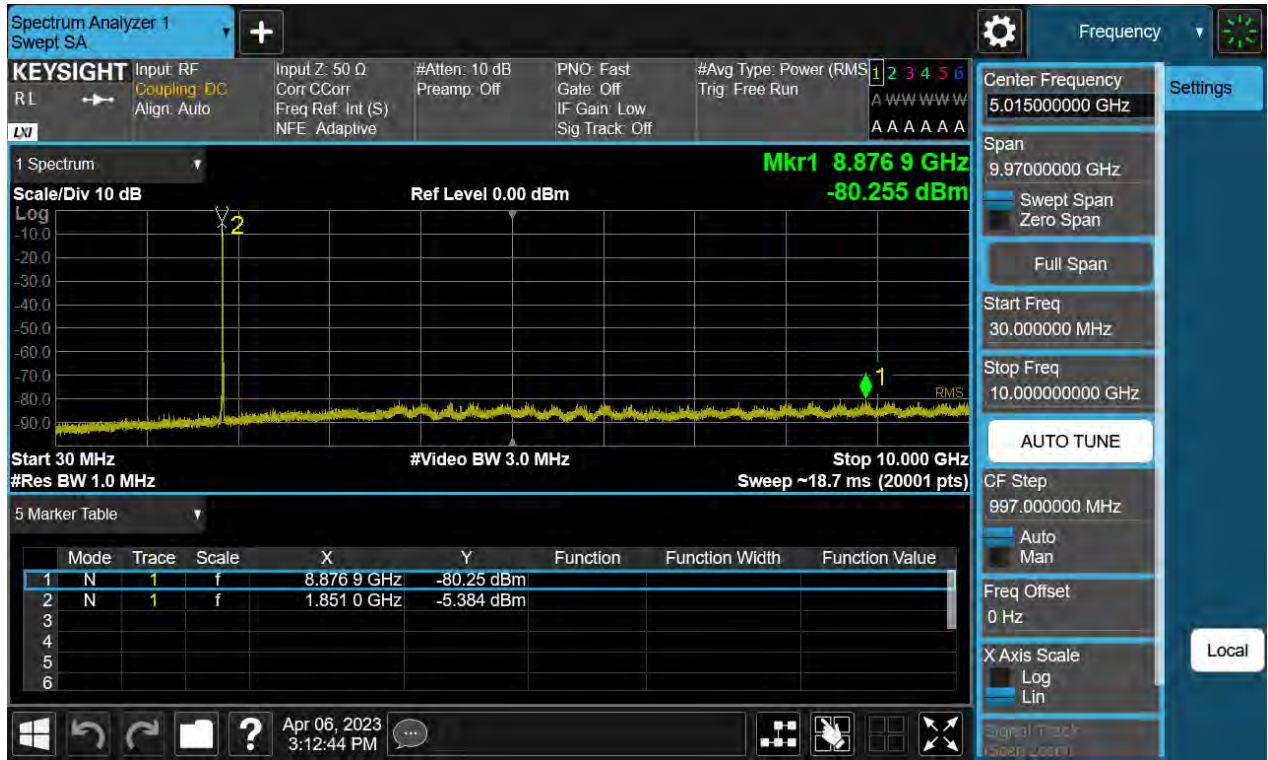 Spectrum Analyzer 1
Swept SA
+
Frequency
KEYSIGHT
RL
LXI
Input: RF
Coupling: DC
Align: Auto
Input Z: 50 Ω
Corr CCorr
Freq Ref: Int (S)
NFE: Adaptive
#Atten: 10 dB
Preamp: Off
PNO: Fast
Gate: Off
IF Gain: Low
Sig Track: Off
#Avg Type: Power (RMS
Trig: Free Run
1 2 3 4 5 6
A W W W W W
A A A A A A
1 Spectrum
Mkr1 8.876 9 GHz
-80.255 dBm
Scale/Div 10 dB
Ref Level 0.00 dBm
Log
-10.0
-20.0
-30.0
-40.0
-50.0
-60.0
-70.0
-80.0
-90.0
2
1
RMS
Start 30 MHz
#Video BW 3.0 MHz
Stop 10.000 GHz
#Res BW 1.0 MHz
Sweep ~18.7 ms (20001 pts)
5 Marker Table
Mode Trace Scale X Y Function Function Width Function Value
1 N 1 f 8.876 9 GHz -80.25 dBm
2 N 1 f 1.851 0 GHz -5.384 dBm
3
4
5
6
?
Apr 06, 2023
3:12:44 PM
Center Frequency
5.015000000 GHz
Settings
Span
9.97000000 GHz
Swept Span
Zero Span
Full Span
Start Freq
30.000000 MHz
Stop Freq
10.000000000 GHz
AUTO TUNE
CF Step
997.000000 MHz
Auto
Man
Freq Offset
0 Hz
X Axis Scale
Log
Lin
Local
Signal Track
(Span Zoom)